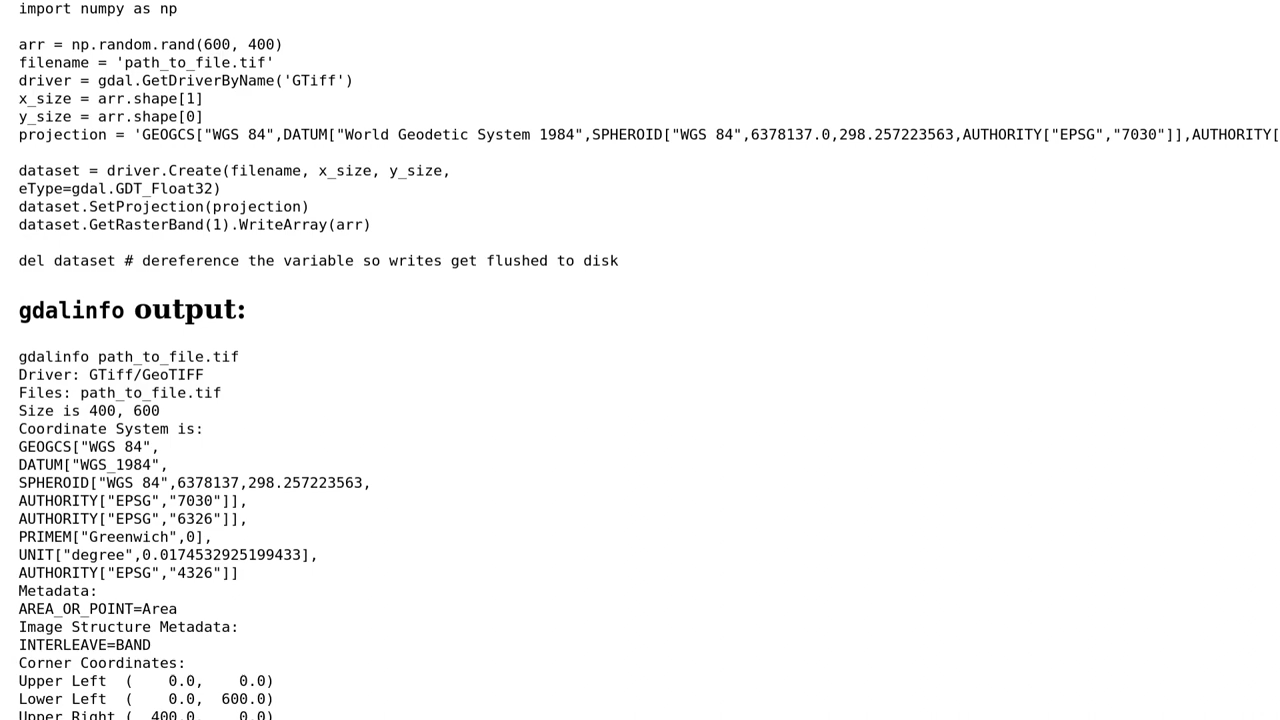 import numpy as np
arr = np.random.rand(600, 400)
filename = 'path_to_file.tif'
driver = gdal.GetDriverByName('GTiff')
x_size = arr.shape[1]
y_size = arr.shape[0]
projection = 'GEOGCS["WGS 84",DATUM["World Geodetic System 1984",SPHEROID["WGS 84",6378137.0,298.257223563,AUTHORITY["EPSG","7030"]],AUTHORITY[
dataset = driver.Create(filename, x_size, y_size,
eType=gdal.GDT_Float32)
dataset.SetProjection(projection)
dataset.GetRasterBand(1).WriteArray(arr)
del dataset # dereference the variable so writes get flushed to disk
gdalinfo output:
gdalinfo path_to_file.tif
Driver: GTiff/GeoTIFF
Files: path_to_file.tif
Size is 400, 600
Coordinate System is:
GEOGCS["WGS 84",
DATUM["WGS_1984",
SPHEROID["WGS 84",6378137,298.257223563,
AUTHORITY["EPSG","7030"]],
AUTHORITY["EPSG","6326"]],
PRIMEM["Greenwich",0],
UNIT["degree",0.0174532925199433],
AUTHORITY["EPSG","4326"]]
Metadata:
AREA_OR_POINT=Area
Image Structure Metadata:
INTERLEAVE=BAND
Corner Coordinates:
Upper Left  (    0.0,    0.0)
Lower Left  (    0.0,  600.0)
Upper Right (  400.0,    0.0)